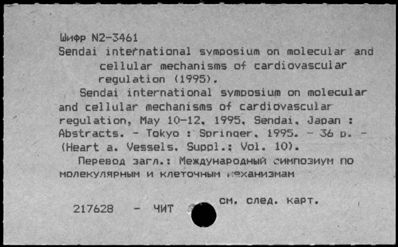 Шифр N2-3461
Sendai international symposium on molecular and
cellular mechanisms of cardiovascular
regulation (1995).
Sendai international symposium on molecular
and cellular mechanisms of cardiovascular
regulation, May 10-12, 1995, Sendai, Japan :
Abstracts. - Tokyo : Springer, 1995. - 36 p. -
(Heart a. Vessels. Suppl.: Vol. 10).
Перевод загл.: Международный симпозиум по
молекулярным и клеточным механизмам
см. след. карт.
217628 - ЧИТ